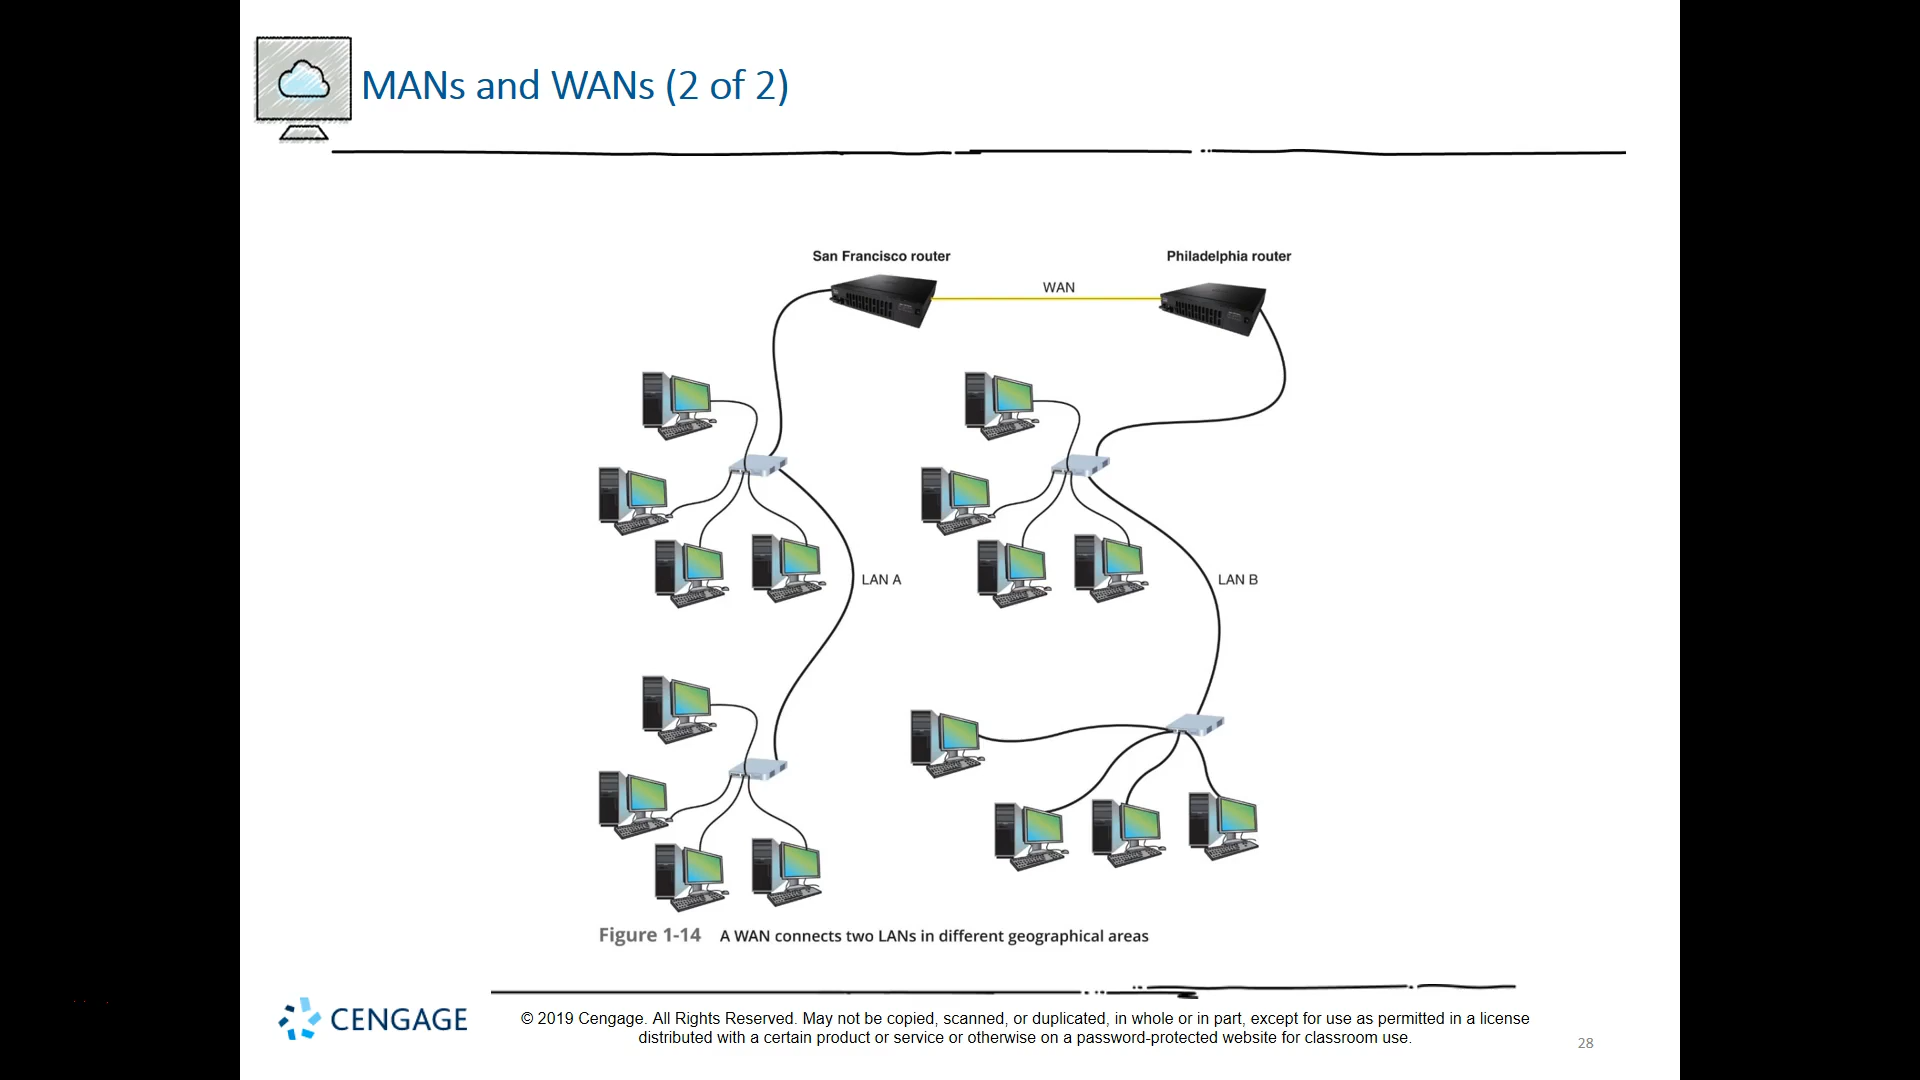 MANs and WANs (2 of 2)
San Francisco router
Philadelphia router
WAN
LAN A
LAN B
Figure 1-14 A WAN connects two LANs in different geographical areas
CENGAGE
© 2019 Cengage. All Rights Reserved. May not be copied, scanned, or duplicated, in whole or in part, except for use as permitted in a license
distributed with a certain product or service or otherwise on a password-protected website for classroom use.
28